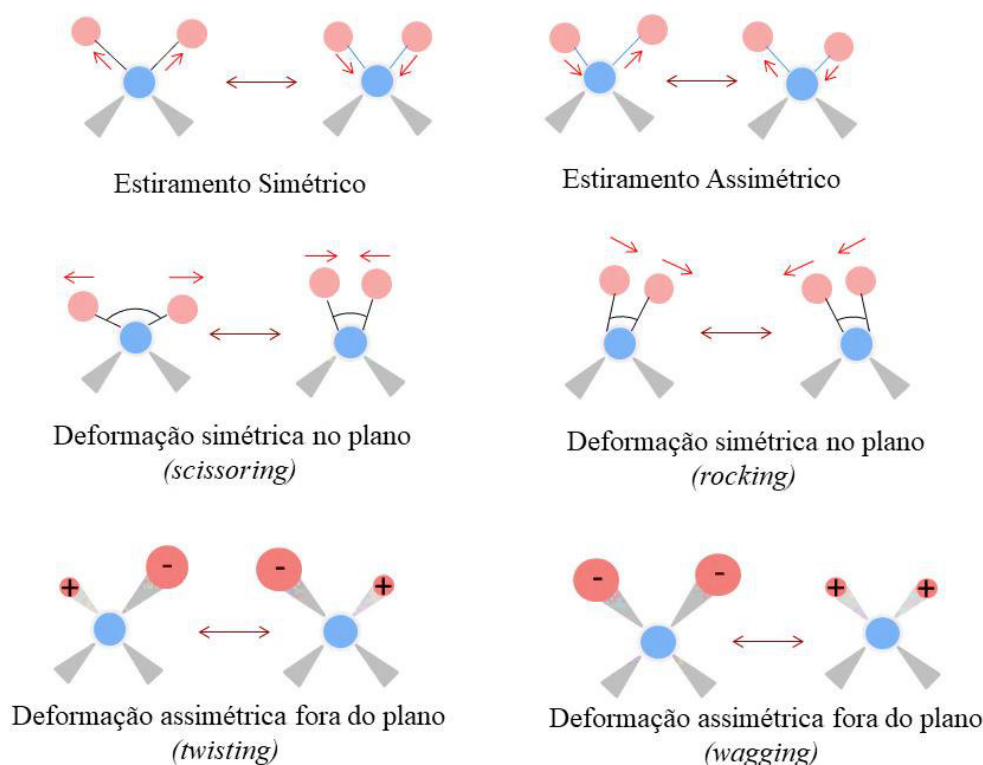 Estiramento Simétrico
Estiramento Assimétrico
Deformação simétrica no plano
(scissoring)
Deformação simétrica no plano
(rocking)
+ -
- +
- -
+ +
Deformação assimétrica fora do plano
(twisting)
Deformação assimétrica fora do plano
(wagging)